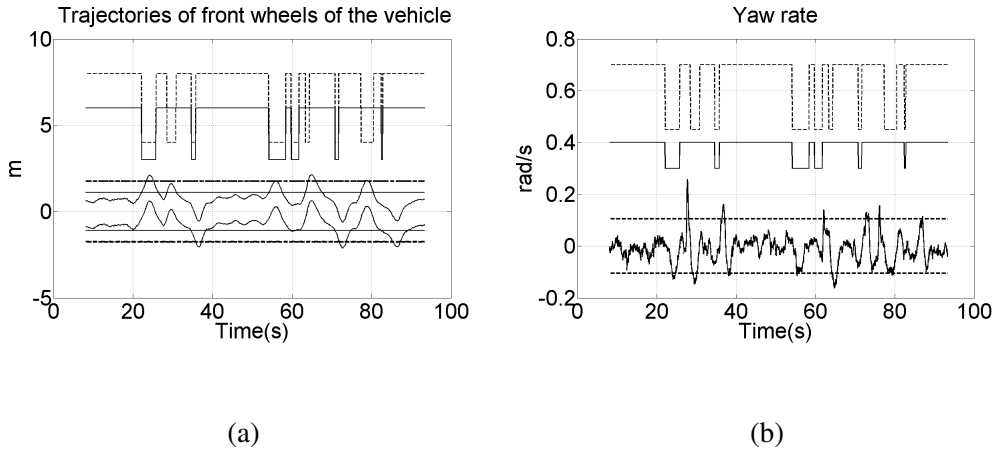 Trajectories of front wheels of the vehicle
10
5
0
-5
m
0 20 40 60 80 100
Time(s)
(a)
Yaw rate
0.8
0.6
0.4
0.2
0
-0.2
rad/s
0 20 40 60 80 100
Time(s)
(b)